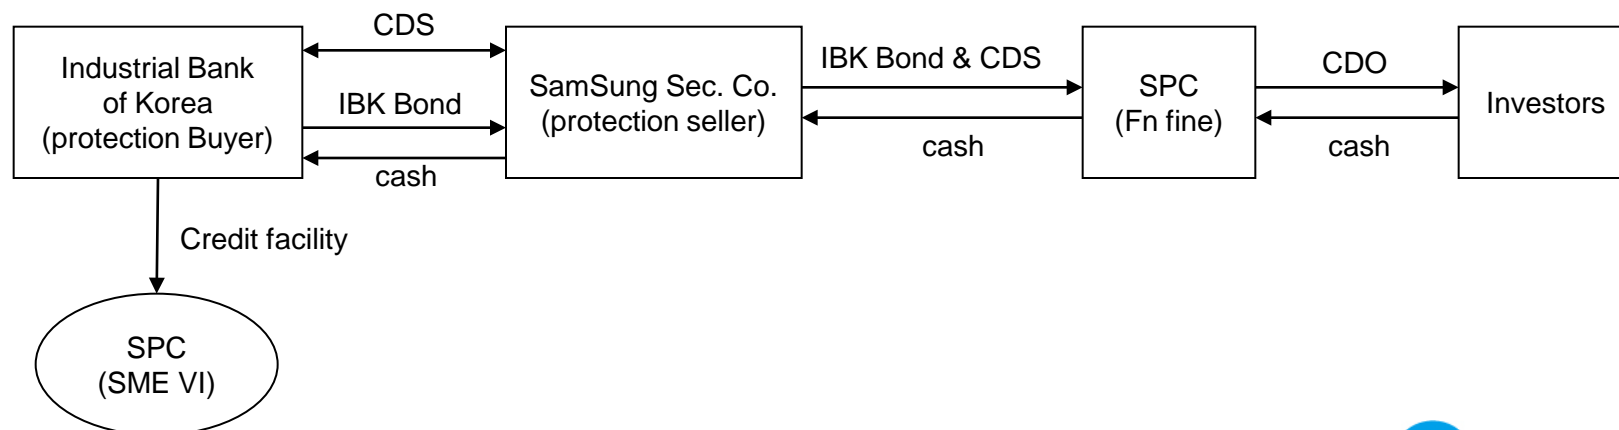 CDS
Industrial Bank
of Korea
(protection Buyer)
IBK Bond
cash
SamSung Sec. Co.
(protection seller)
IBK Bond & CDS
cash
SPC
(Fn fine)
CDO
cash
Investors
Credit facility
SPC
(SME VI)